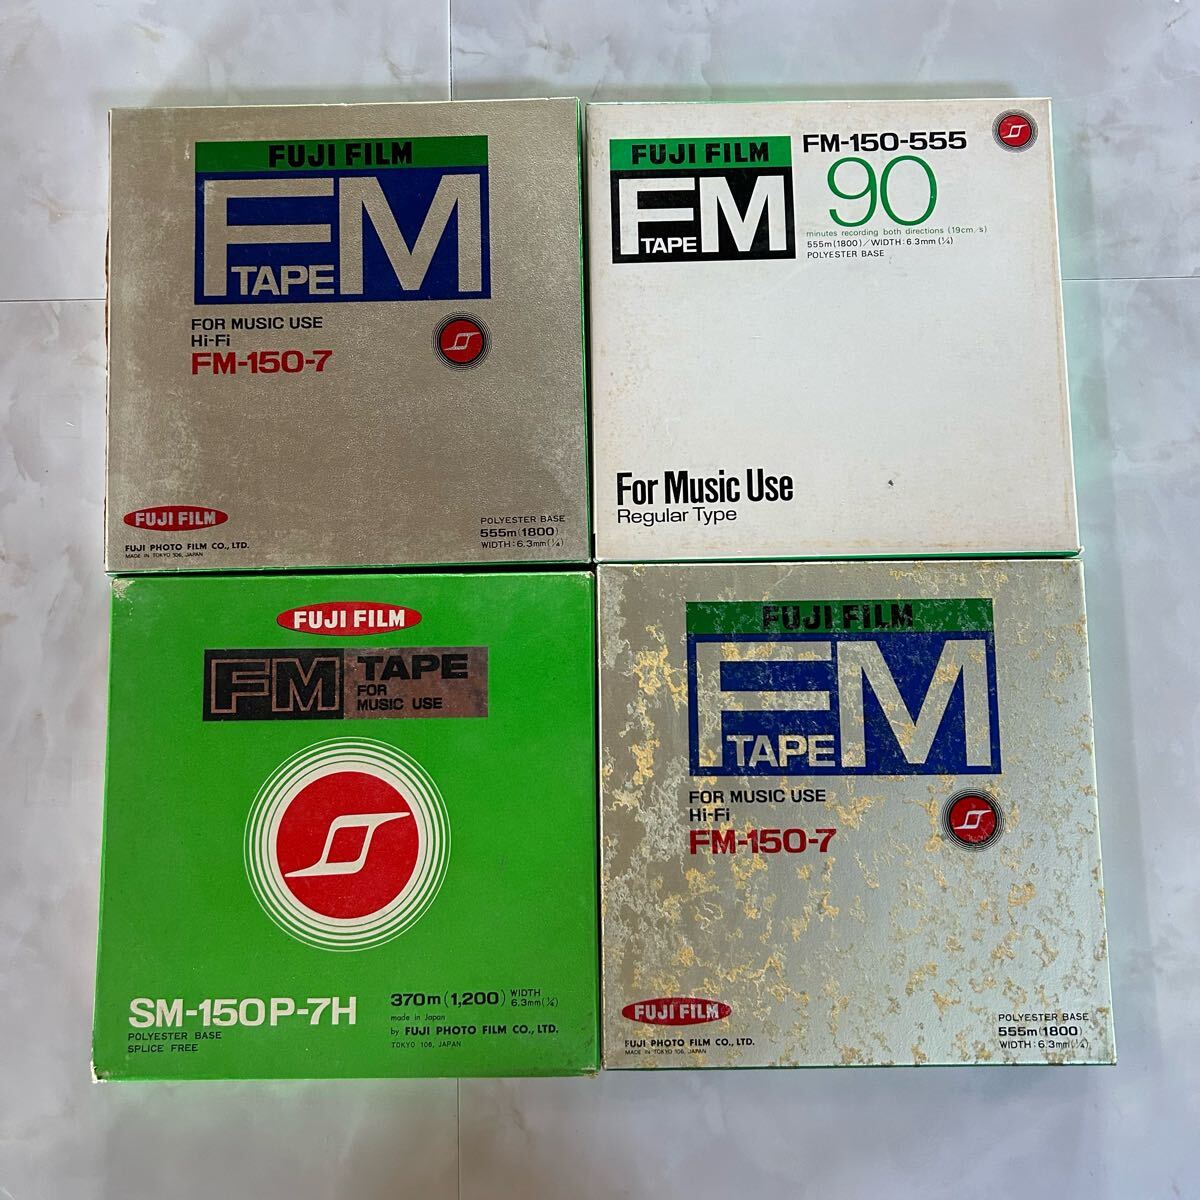 FUJI FILM
FM
TAPE
FOR MUSIC USE
Hi-Fi
FM-150-7
FUJI FILM
FUJI PHOTO FILM CO., LTD.
MADE IN TOKYO 106, JAPAN
POLYESTER BASE
555m(1800)
WIDTH:6.3mm(¼)
FUJI FILM
FM
TAPE
FM-150-555
90
minutes recording both directions (19cm/s)
555m(1800)/WIDTH:6.3mm(¼)
POLYESTER BASE
For Music Use
Regular Type
FUJI FILM
FM TAPE
FOR
MUSIC USE
SM-150P-7H
POLYESTER BASE
SPLICE FREE
370m(1,200) WIDTH
6.3mm(¼)
made in Japan
by FUJI PHOTO FILM CO., LTD.
TOKYO 106, JAPAN
FUJI FILM
FM
TAPE
FOR MUSIC USE
Hi-Fi
FM-150-7
FUJI FILM
FUJI PHOTO FILM CO., LTD.
MADE IN TOKYO 106, JAPAN
POLYESTER BASE
555m(1800)
WIDTH:6.3mm(¼)